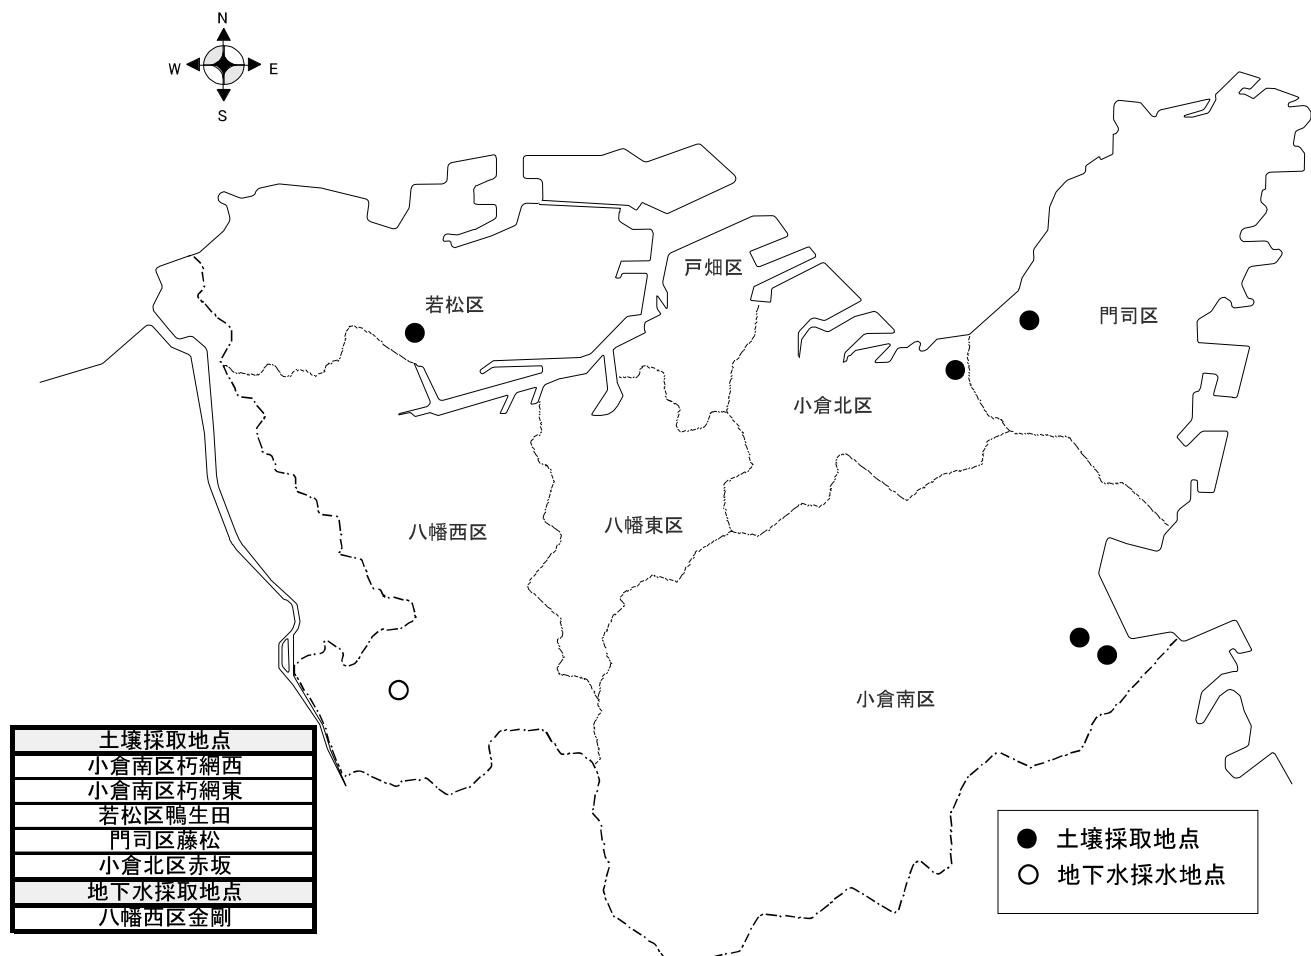 N
W
E
S
戸畑区
若松区
門司区
小倉北区
八幡西区
八幡東区
小倉南区
土壌採取地点
小倉南区朽網西
小倉南区朽網東
若松区鴨生田
門司区藤松
小倉北区赤坂
地下水採取地点
八幡西区金剛
土壌採取地点
地下水採水地点